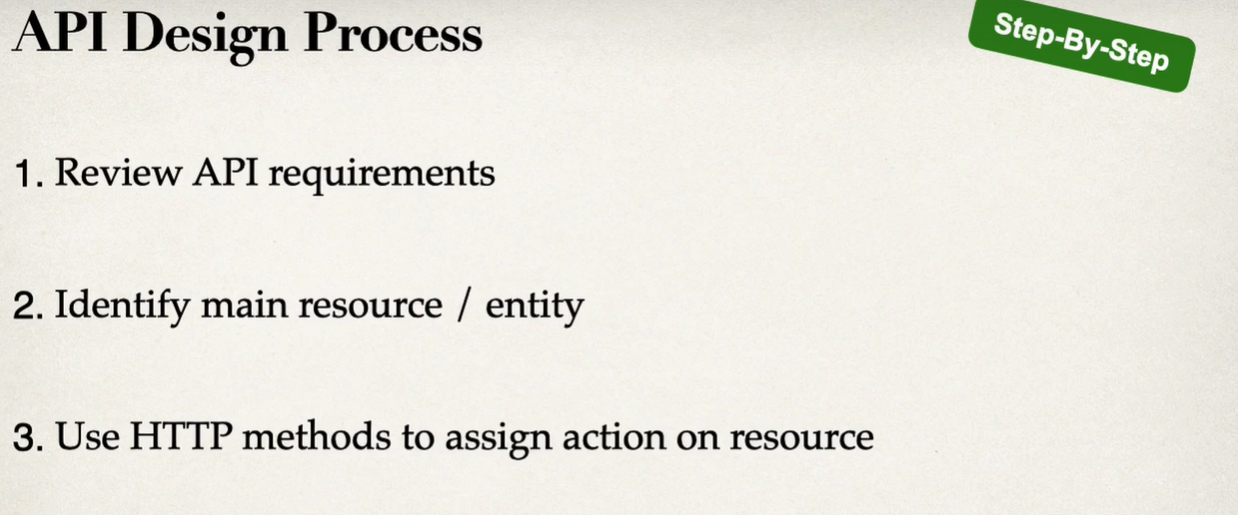 API Design Process
Step-By-Step
1. Review API requirements
2. Identify main resource / entity
3. Use HTTP methods to assign action on resource